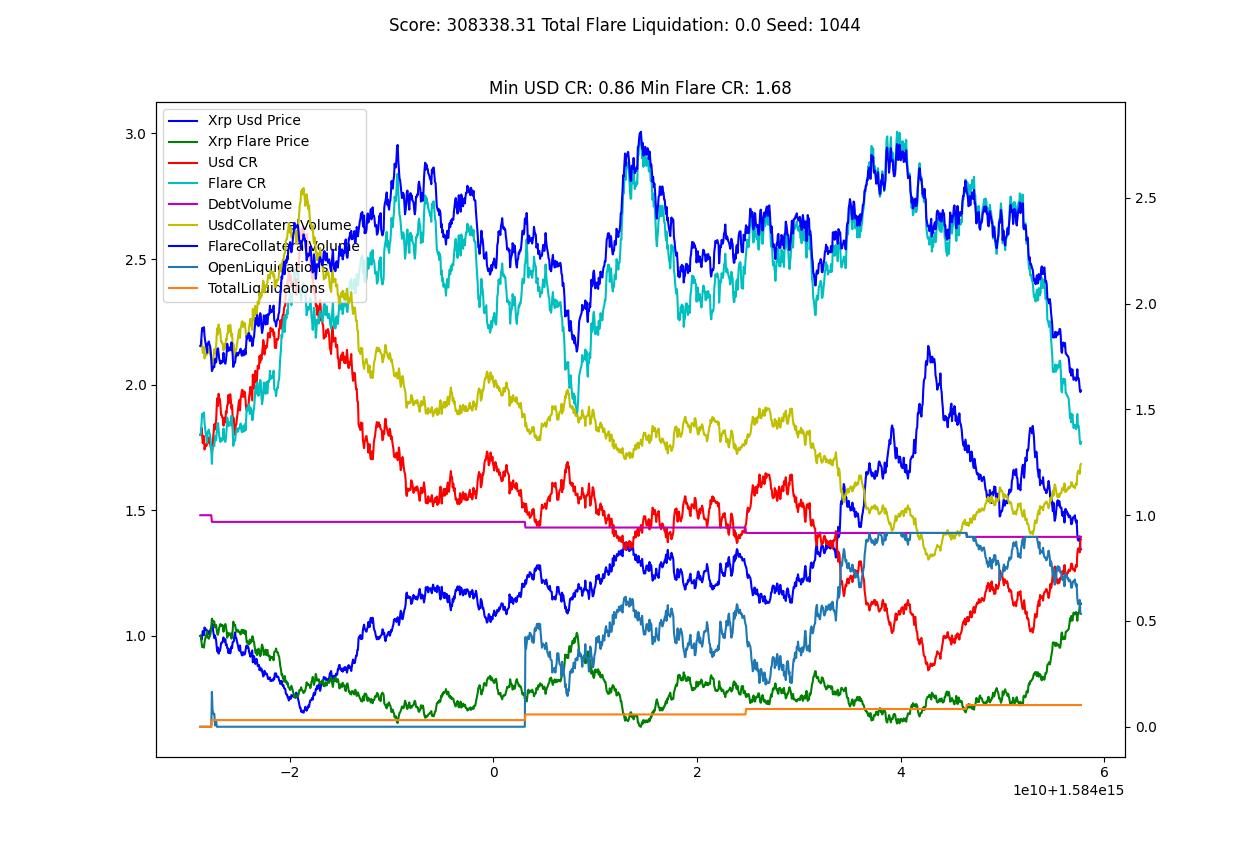 Score: 308338.31 Total Flare Liquidation: 0.0 Seed: 1044
Min USD CR: 0.86 Min Flare CR: 1.68
Xrp Usd Price
Xrp Flare Price
Usd CR
Flare CR
DebtVolume
UsdCollateralVolume
FlareCollateralVolume
OpenLiquidations
TotalLiquidations
3.0
2.5
2.0
1.5
1.0
2.5
2.0
1.5
1.0
0.5
0.0
−2
0
2
4
6
1e10+1.584e15